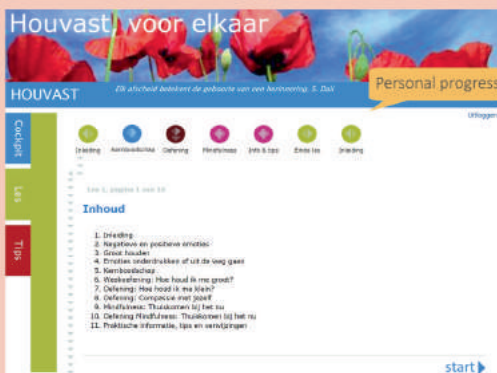 Houvast, voor elkaar
Personal progress
HOUVAST
Elk afscheid betekent de geboorte van een herinnering, S. Dali
Uitloggen
Cockpit
Les
Tips
Inleiding Kernboodschap Oefening Mindfulness Info & tips Einde les Inleiding
Les 2, pagina 1 van 10
Inhoud
1. Inleiding
2. Negatieve en positieve emoties
3. Groot houden
4. Emoties onderdrukken of uit de weg gaan
5. Kernboodschap
6. Weekoefening: Hoe houd ik me groot?
7. Oefening: Hoe houd ik me klein?
8. Oefening: Compassie met jezelf
9. Mindfulness: Thuiskomen bij het nu
10. Oefening Mindfulness: Thuiskomen bij het nu
11. Praktische informatie, tips en verwijzingen
start